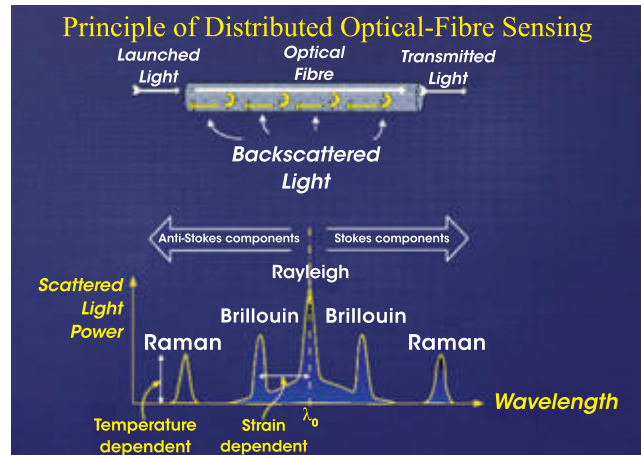 Principle of Distributed Optical-Fibre Sensing
Launched
Light
Optical
Fibre
Transmitted
Light
Backscattered
Light
Anti-Stokes components
Stokes components
Rayleigh
Scattered
Light
Power
Brillouin
Brillouin
Raman
Raman
Wavelength
λ₀
Temperature
dependent
Strain
dependent